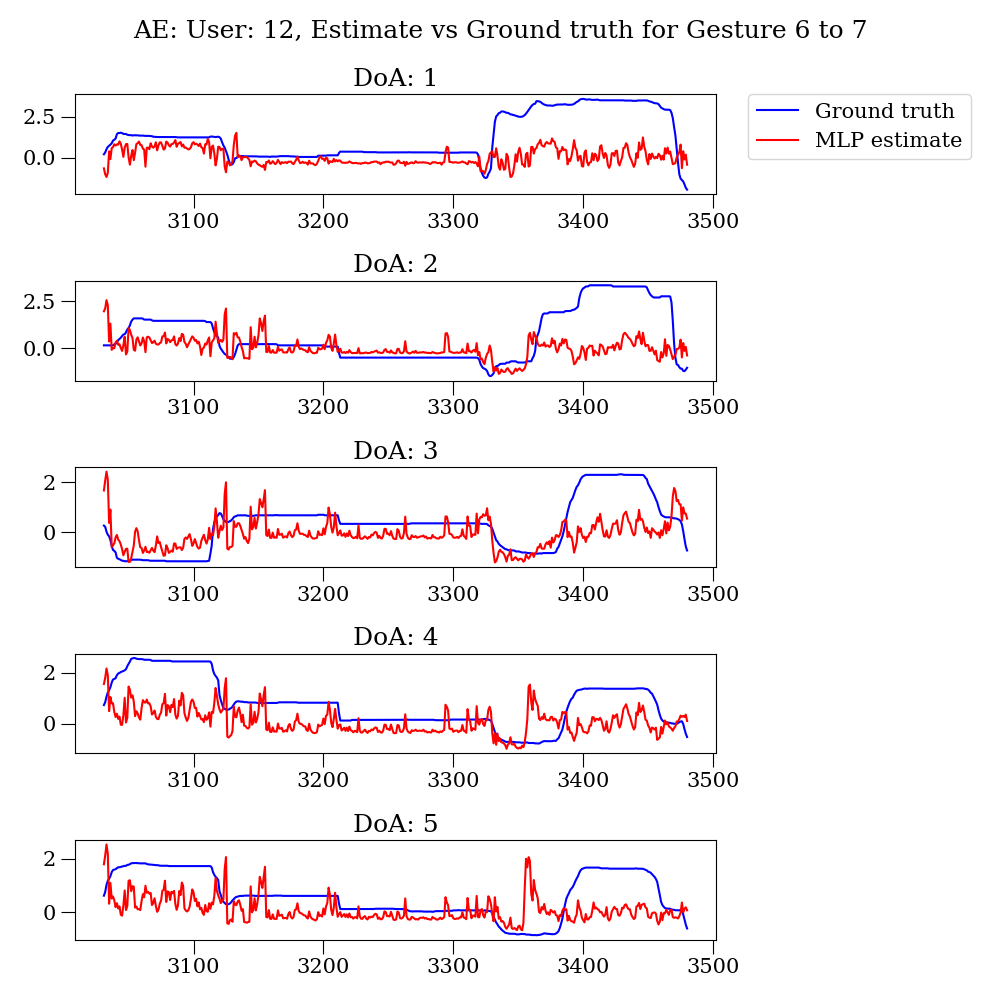 AE: User: 12, Estimate vs Ground truth for Gesture 6 to 7
DoA: 1
2.5
0.0
3100 3200 3300 3400 3500
Ground truth
MLP estimate
DoA: 2
2.5
0.0
3100 3200 3300 3400 3500
DoA: 3
2
0
3100 3200 3300 3400 3500
DoA: 4
2
0
3100 3200 3300 3400 3500
DoA: 5
2
0
3100 3200 3300 3400 3500